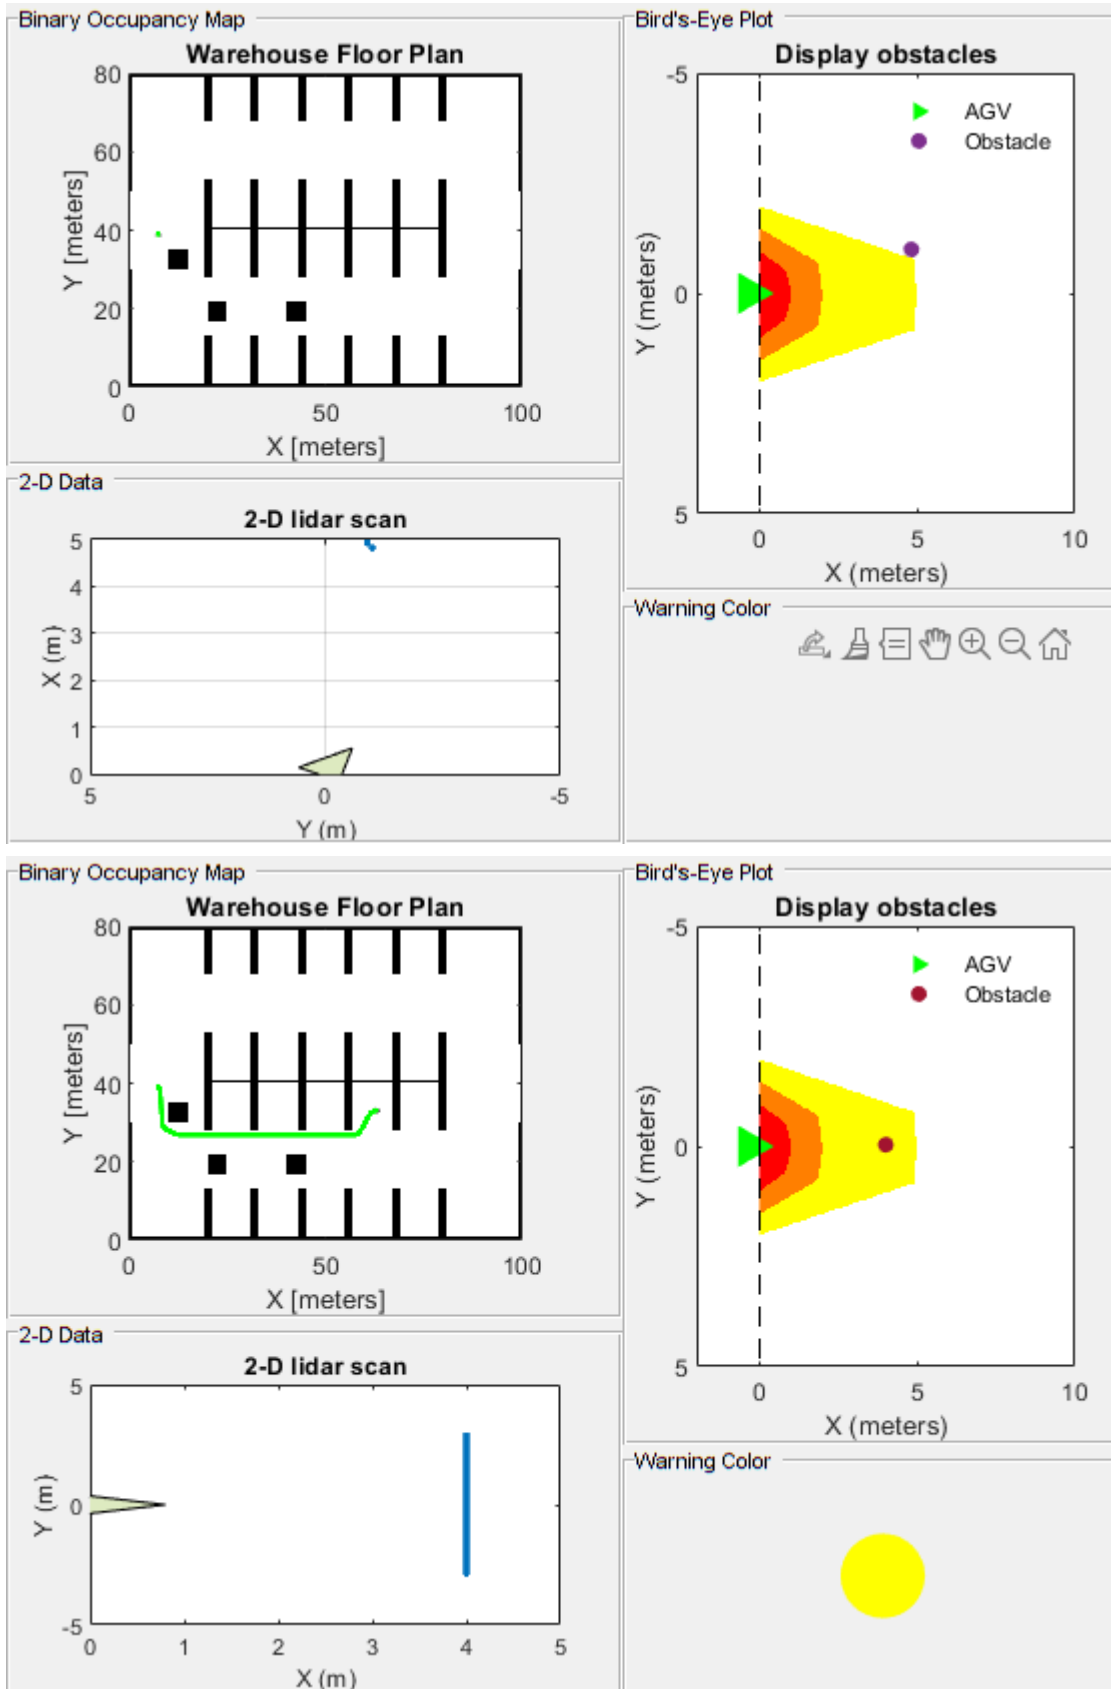 Binary Occupancy Map
Warehouse Floor Plan
80
60
40
20
0
Y [meters]
0 50 100
X [meters]
Bird's-Eye Plot
Display obstacles
AGV
Obstacle
-5
0
5
Y (meters)
0 5 10
X (meters)
2-D Data
2-D lidar scan
5
4
3
2
1
0
X (m)
5 0 -5
Y (m)
Warning Color
Binary Occupancy Map
Warehouse Floor Plan
80
60
40
20
0
Y [meters]
0 50 100
X [meters]
Bird's-Eye Plot
Display obstacles
AGV
Obstacle
-5
0
5
Y (meters)
0 5 10
X (meters)
2-D Data
2-D lidar scan
5
0
-5
Y (m)
0 1 2 3 4 5
X (m)
Warning Color